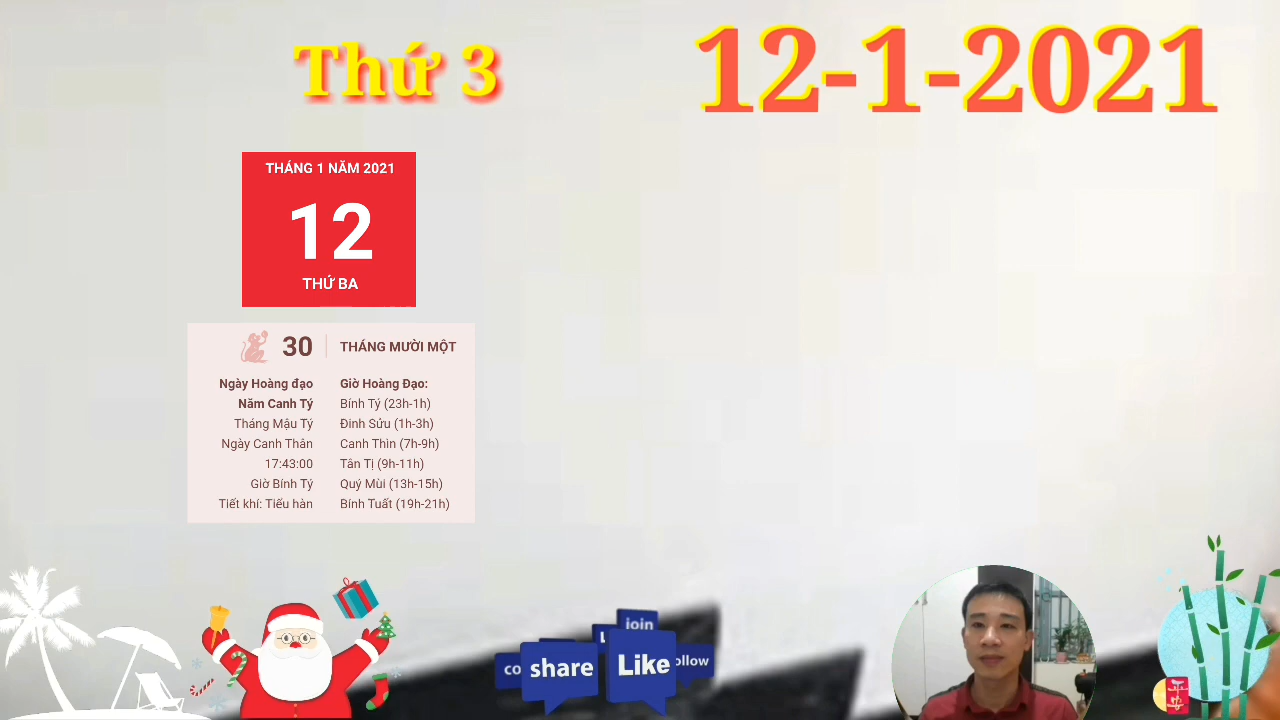 Thứ 3
12-1-2021
THÁNG 1 NĂM 2021
12
THỨ BA
30
THÁNG MƯỜI MỘT
Ngày Hoàng đạo
Năm Canh Tý
Tháng Mậu Tý
Ngày Canh Thân
17:43:00
Giờ Bính Tý
Tiết khí: Tiểu hàn
Giờ Hoàng Đạo:
Bính Tý (23h-1h)
Đinh Sửu (1h-3h)
Canh Thìn (7h-9h)
Tân Tị (9h-11h)
Quý Mùi (13h-15h)
Bính Tuất (19h-21h)
join
share
Like